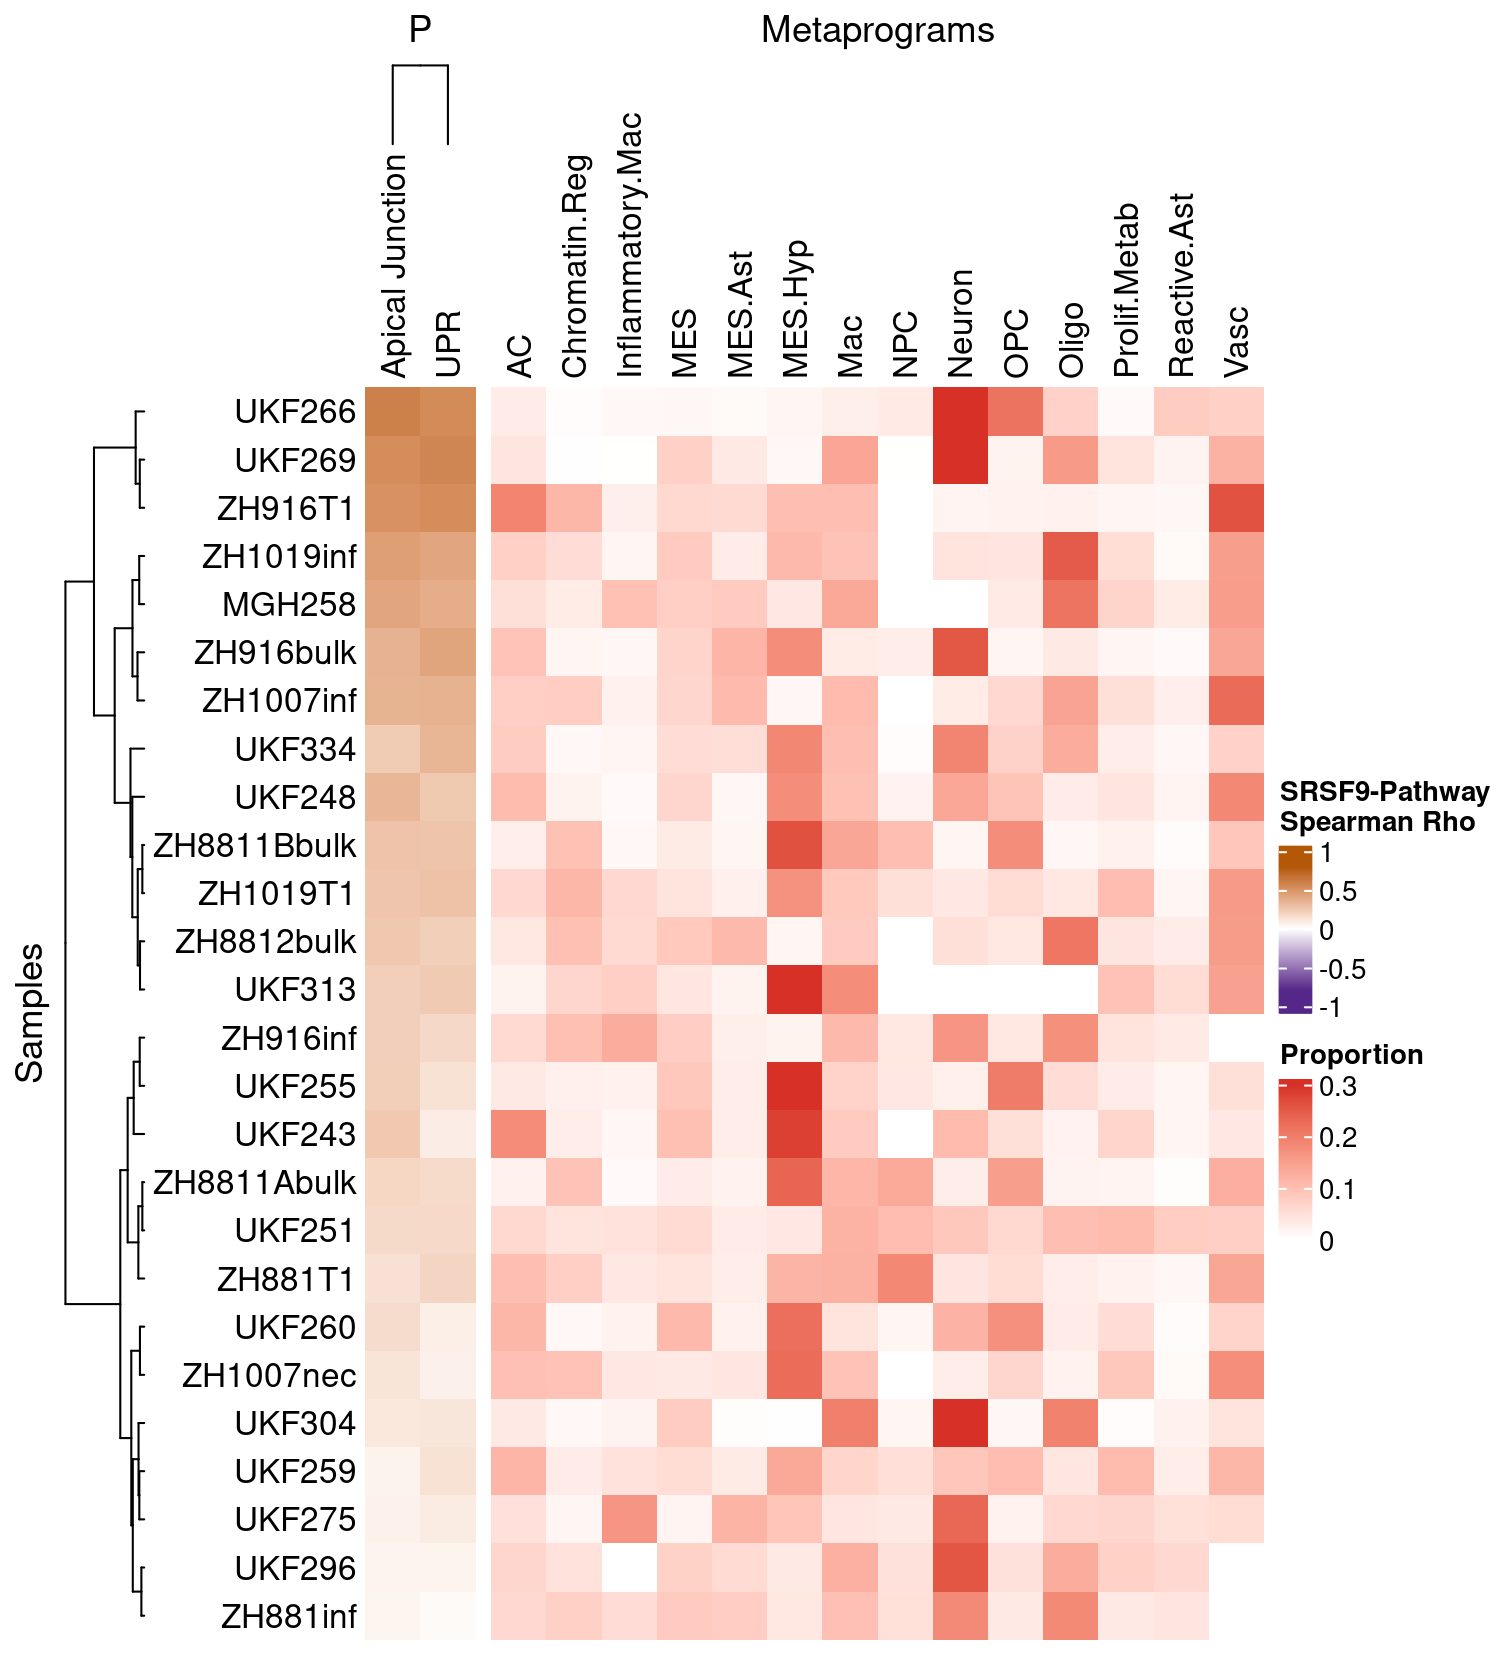 P
Metaprograms
Apical Junction
UPR
AC
Chromatin.Reg
Inflammatory.Mac
MES
MES.Ast
MES.Hyp
Mac
NPC
Neuron
OPC
Oligo
Prolif.Metab
Reactive.Ast
Vasc
Samples
UKF266
UKF269
ZH916T1
ZH1019inf
MGH258
ZH916bulk
ZH1007inf
UKF334
UKF248
ZH8811Bbulk
ZH1019T1
ZH8812bulk
UKF313
ZH916inf
UKF255
UKF243
ZH8811Abulk
UKF251
ZH881T1
UKF260
ZH1007nec
UKF304
UKF259
UKF275
UKF296
ZH881inf
SRSF9-Pathway
Spearman Rho
1
0.5
0
-0.5
-1
Proportion
0.3
0.2
0.1
0